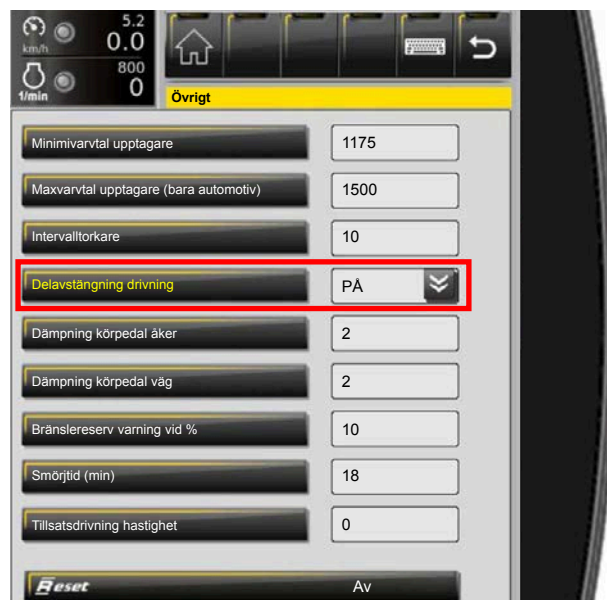 5.2
km/h 0.0
800
1/min 0
Övrigt
Minimivarvtal upptagare 1175
Maxvarvtal upptagare (bara automotiv) 1500
Intervalltorkare 10
Delavstängning drivning PÅ
Dämpning körpedal åker 2
Dämpning körpedal väg 2
Bränslereserv varning vid % 10
Smörjtid (min) 18
Tillsatsdrivning hastighet 0
Reset Av